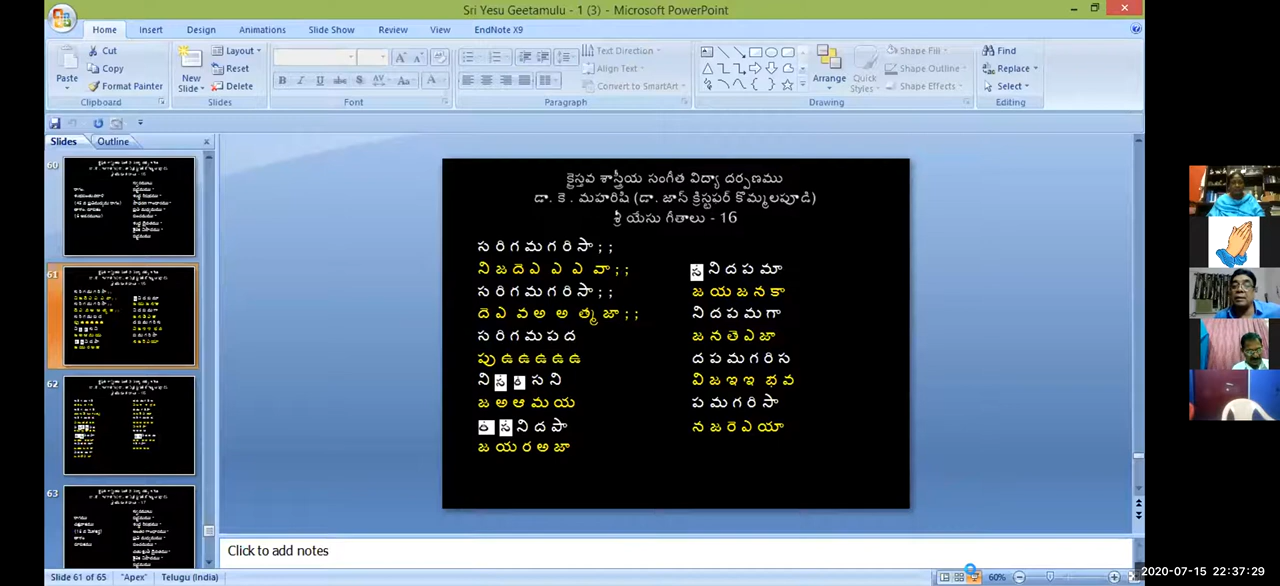 Sri Yesu Geetamulu - 1 (3) - Microsoft PowerPoint
Home Insert Design Animations Slide Show Review View EndNote X9
Paste
Cut
Copy
Format Painter
Clipboard
New Slide
Layout
Reset
Delete
Slides
Font
Paragraph
Text Direction
Align Text
Convert to SmartArt
Arrange
Quick Styles
Shape Fill
Shape Outline
Shape Effects
Drawing
Find
Replace
Select
Editing
Slides Outline
60
61
62
63
క్రైస్తవ శాస్త్రీయ సంగీత విద్యా దర్పణము
డా. కె . మహరిషి (డా. జాస్ క్రిస్టఫర్ కొమ్మలపూడి)
శ్రీ యేసు గీతాలు - 16
స రి గ మ గ రి సా ; ;
ని జ దె ఎ ఎ ఎ వా ; ;
స రి గ మ గ రి సా ; ;
దె ఎ వ అ అ త్మ జా ; ;
స రి గ మ ప ద
పు ఉ ఉ ఉ ఉ ఉ
ని స రి స ని
జ అ ఆ మ య
రి స ని ద పా
జ య ర అ జా
స ని ద ప మా
జ య జ న కా
ని ద ప మ గా
జ న తె ఎ జా
ద ప మ గ రి స
వి జ ఇ ఇ భ వ
ప మ గ రి సా
న జ రె ఎ యా
Click to add notes
Slide 61 of 65 "Apex" Telugu (India)
60%
2020-07-15 22:37:29